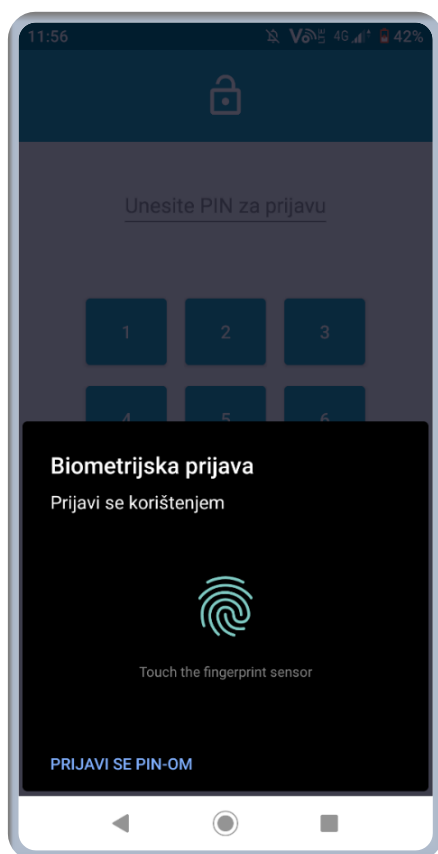 11:56 4G 42%
Unesite PIN za prijavu
1 2 3
4 5 6
Biometrijska prijava
Prijavi se korištenjem
Touch the fingerprint sensor
PRIJAVI SE PIN-OM